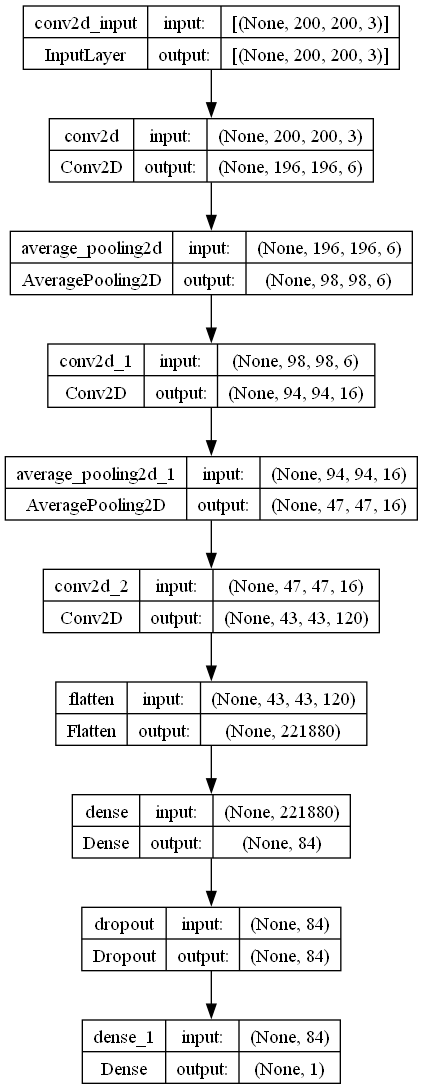 conv2d_input input: [(None, 200, 200, 3)]
InputLayer output: [(None, 200, 200, 3)]
conv2d input: (None, 200, 200, 3)
Conv2D output: (None, 196, 196, 6)
average_pooling2d input: (None, 196, 196, 6)
AveragePooling2D output: (None, 98, 98, 6)
conv2d_1 input: (None, 98, 98, 6)
Conv2D output: (None, 94, 94, 16)
average_pooling2d_1 input: (None, 94, 94, 16)
AveragePooling2D output: (None, 47, 47, 16)
conv2d_2 input: (None, 47, 47, 16)
Conv2D output: (None, 43, 43, 120)
flatten input: (None, 43, 43, 120)
Flatten output: (None, 221880)
dense input: (None, 221880)
Dense output: (None, 84)
dropout input: (None, 84)
Dropout output: (None, 84)
dense_1 input: (None, 84)
Dense output: (None, 1)